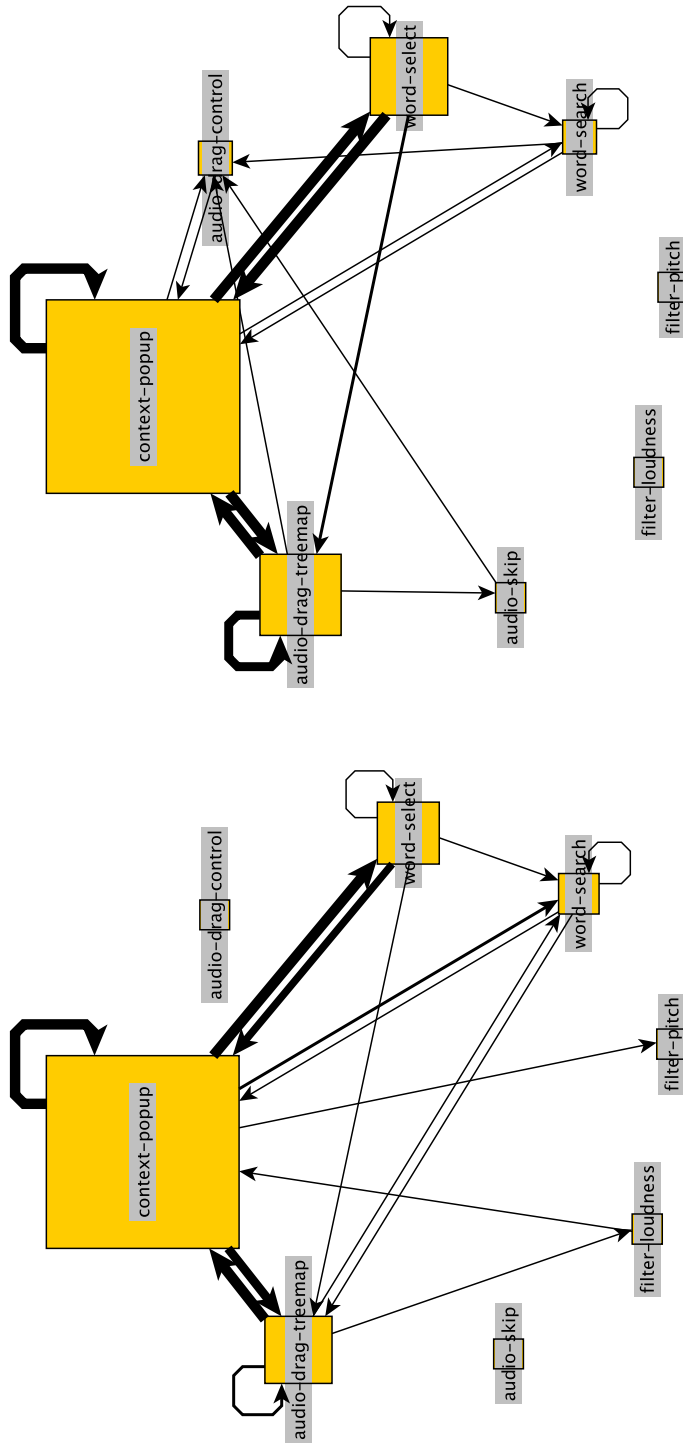 word-select
audio-drag-control
word-search
filter-pitch
context-popup
filter-loudness
audio-drag-treemap
audio-skip
word-select
audio-drag-control
word-search
filter-pitch
context-popup
filter-loudness
audio-drag-treemap
audio-skip